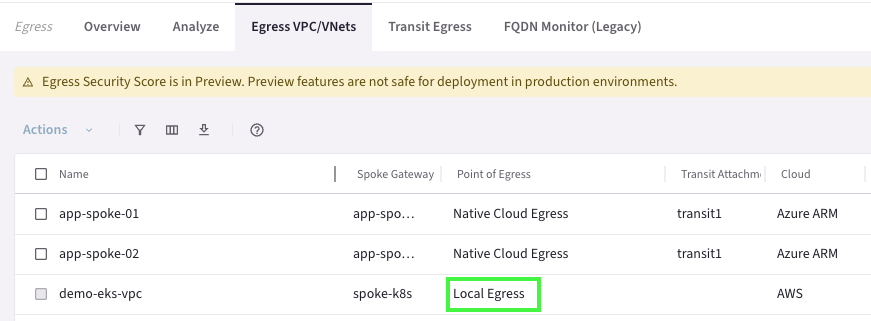 Egress Overview Analyze Egress VPC/VNets Transit Egress FQDN Monitor (Legacy)
Egress Security Score is in Preview. Preview features are not safe for deployment in production environments.
Actions
Name Spoke Gateway Point of Egress Transit Attachm Cloud
app-spoke-01 app-spo… Native Cloud Egress transit1 Azure ARM
app-spoke-02 app-spo… Native Cloud Egress transit1 Azure ARM
demo-eks-vpc spoke-k8s Local Egress AWS